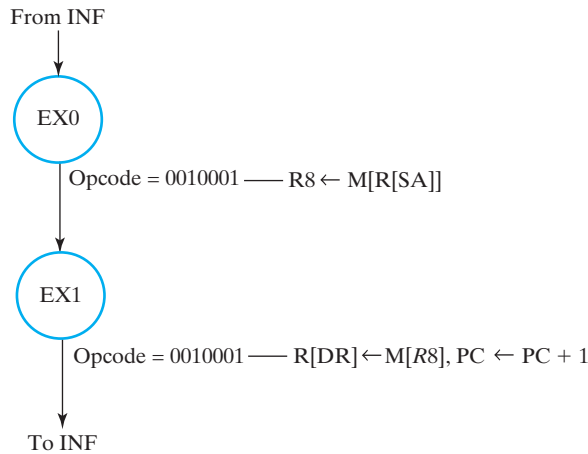 From INF
EX0
Opcode = 0010001 — R8 ← M[R[SA]]
EX1
Opcode = 0010001 — R[DR] ← M[R8], PC ← PC + 1
To INF